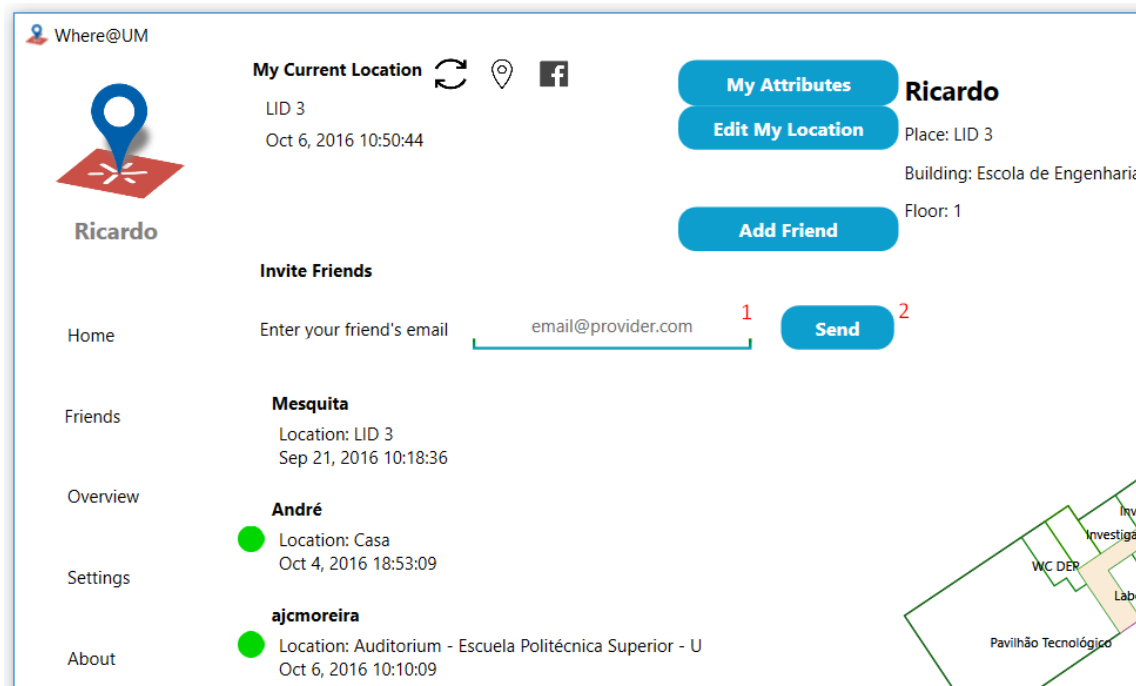 Where@UM
My Current Location
LID 3
Oct 6, 2016 10:50:44
My Attributes
Edit My Location
Add Friend
Ricardo
Place: LID 3
Building: Escola de Engenharia
Floor: 1
Ricardo
Home
Friends
Overview
Settings
About
Invite Friends
Enter your friend's email
email@provider.com
1
Send
2
Mesquita
Location: LID 3
Sep 21, 2016 10:18:36
André
Location: Casa
Oct 4, 2016 18:53:09
ajcmoreira
Location: Auditorium - Escuela Politécnica Superior - U
Oct 6, 2016 10:10:09
Inv
Investiga
WC DEP
Lab
Pavilhão Tecnológico